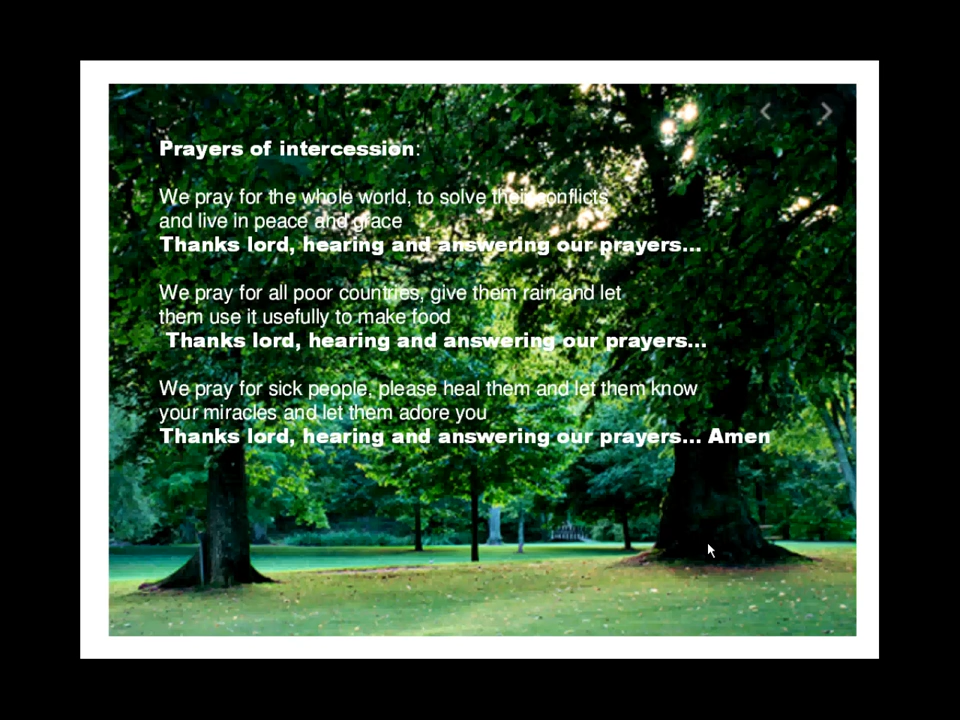 Prayers of intercession:
We pray for the whole world, to solve their conflicts
and live in peace and grace
Thanks lord, hearing and answering our prayers...
We pray for all poor countries, give them rain and let
them use it usefully to make food
Thanks lord, hearing and answering our prayers...
We pray for sick people, please heal them and let them know
your miracles and let them adore you
Thanks lord, hearing and answering our prayers... Amen